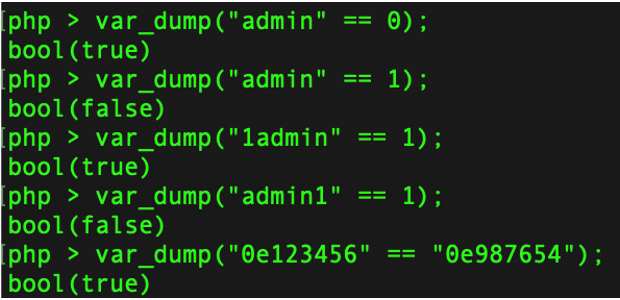 php > var_dump("admin" == 0);
bool(true)
php > var_dump("admin" == 1);
bool(false)
php > var_dump("1admin" == 1);
bool(true)
php > var_dump("admin1" == 1);
bool(false)
php > var_dump("0e123456" == "0e987654");
bool(true)